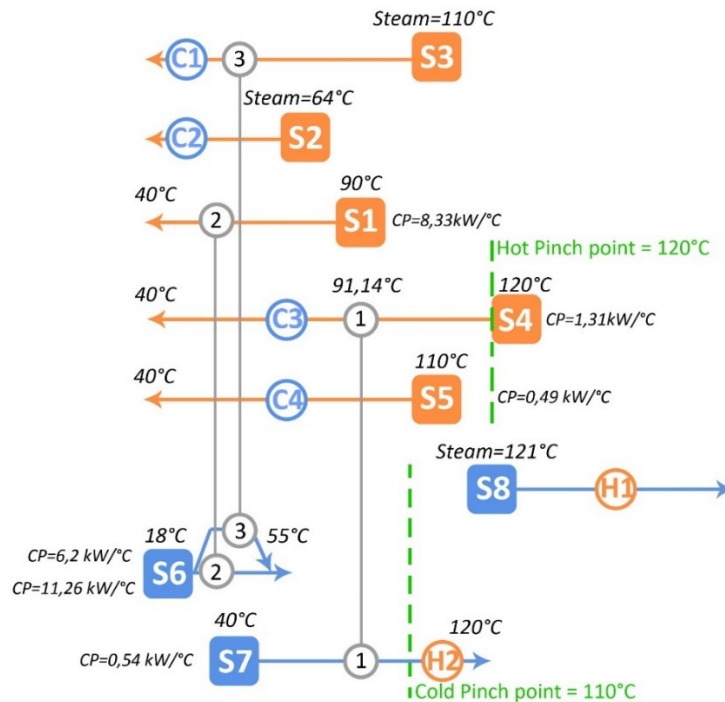 Steam=110°C
C1
3
S3
Steam=64°C
C2
S2
40°C
90°C
2
S1
CP=8,33kW/°C
Hot Pinch point = 120°C
40°C
91,14°C
120°C
C3
1
S4
CP=1,31kW/°C
40°C
110°C
C4
S5
CP=0,49 kW/°C
Steam=121°C
S8
H1
18°C
3
55°C
CP=6,2 kW/°C
S6
2
CP=11,26 kW/°C
40°C
120°C
CP=0,54 kW/°C
S7
1
H2
Cold Pinch point = 110°C